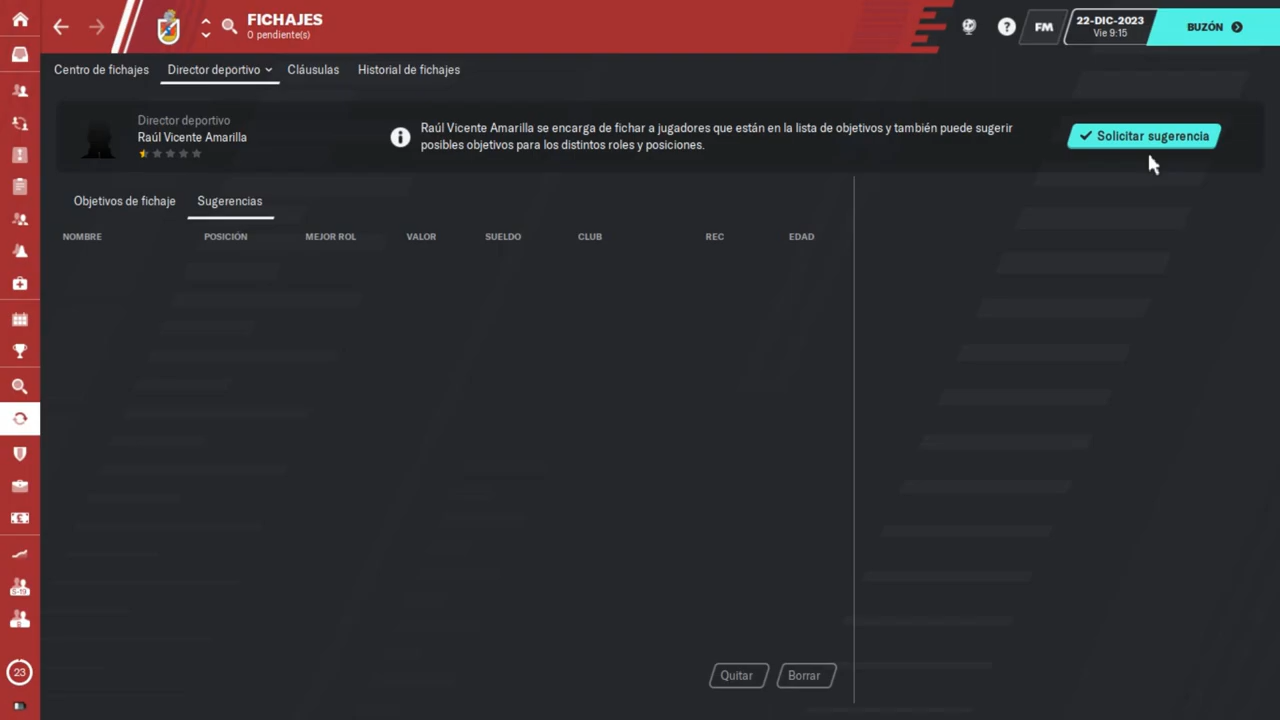 FICHAJES
0 pendiente(s)
FM
22-DIC-2023
Vie 9:15
BUZÓN
Centro de fichajes
Director deportivo
Cláusulas
Historial de fichajes
Director deportivo
Raúl Vicente Amarilla
Raúl Vicente Amarilla se encarga de fichar a jugadores que están en la lista de objetivos y también puede sugerir
posibles objetivos para los distintos roles y posiciones.
Solicitar sugerencia
Objetivos de fichaje
Sugerencias
NOMBRE POSICIÓN MEJOR ROL VALOR SUELDO CLUB REC EDAD
Quitar
Borrar
23